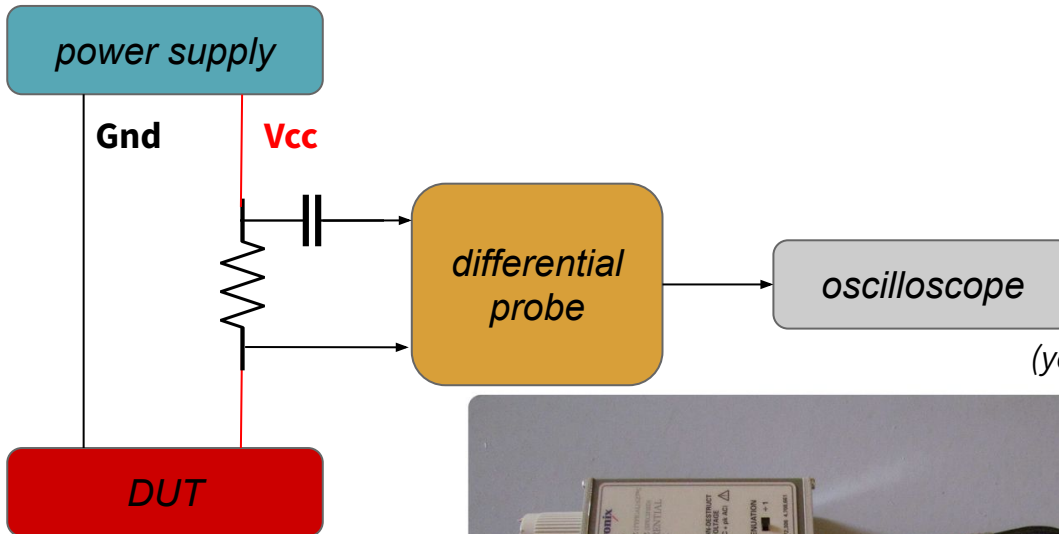 power supply
Gnd
Vcc
differential
probe
oscilloscope
DUT